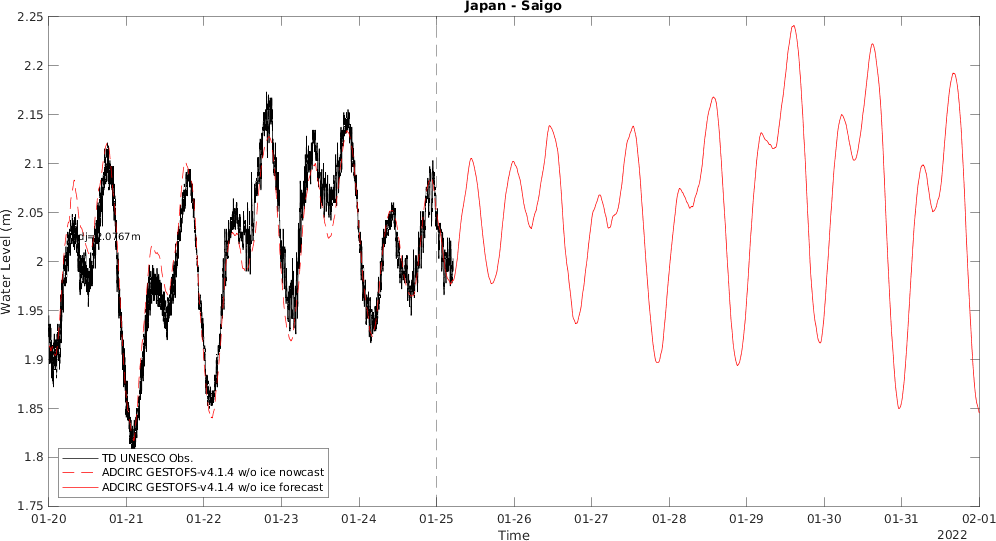 Japan - Saigo
2.25
2.2
2.15
2.1
2.05
2
1.95
1.9
1.85
1.8
1.75
Water Level (m)
dj=2.0767m
TD UNESCO Obs.
ADCIRC GESTOFS-v4.1.4 w/o ice nowcast
ADCIRC GESTOFS-v4.1.4 w/o ice forecast
01-20 01-21 01-22 01-23 01-24 01-25 01-26 01-27 01-28 01-29 01-30 01-31 02-01
Time
2022